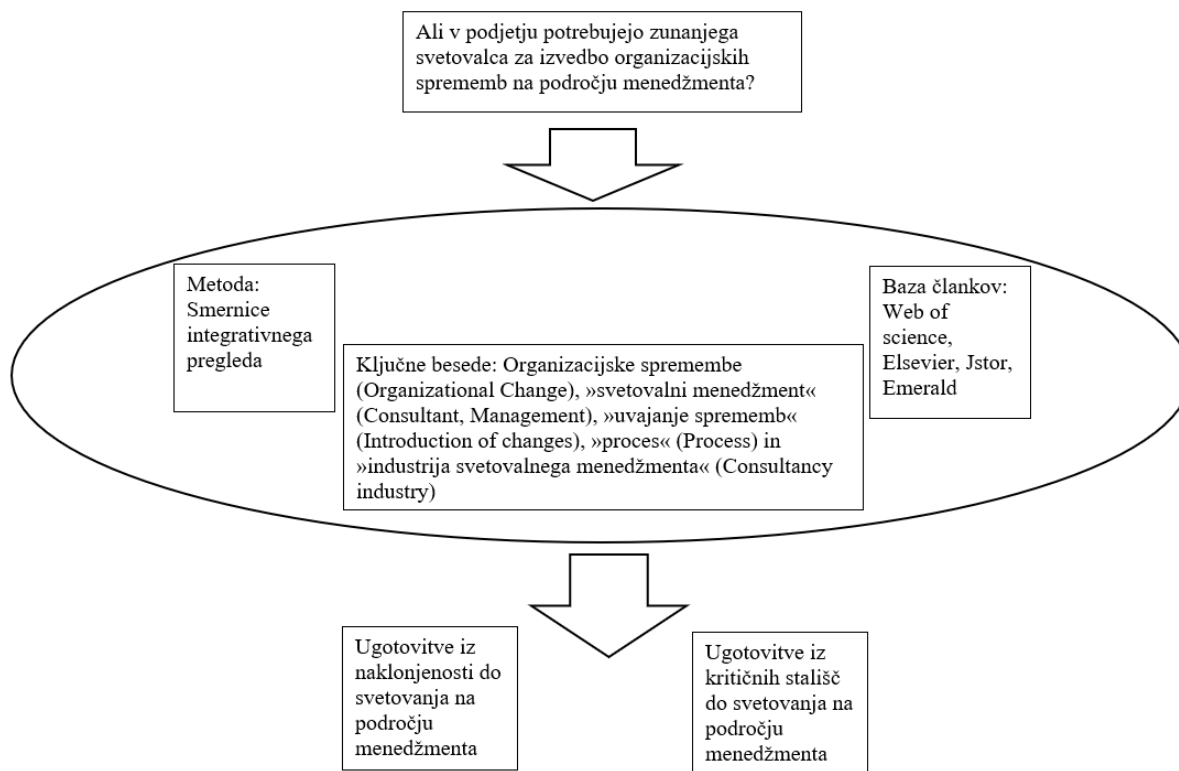 Ali v podjetju potrebujejo zunanjega
svetovalca za izvedbo organizacijskih
sprememb na področju menedžmenta?
Metoda:
Smernice
integrativnega
pregleda
Ključne besede: Organizacijske spremembe
(Organizational Change), »svetovalni menedžment«
(Consultant, Management), »uvajanje sprememb«
(Introduction of changes), »proces« (Process) in
»industrija svetovalnega menedžmenta« (Consultancy
industry)
Baza člankov:
Web of
science,
Elsevier, Jstor,
Emerald
Ugotovitve iz
naklonjenosti do
svetovanja na
področju
menedžmenta
Ugotovitve iz
kritičnih stališč
do svetovanja na
področju
menedžmenta